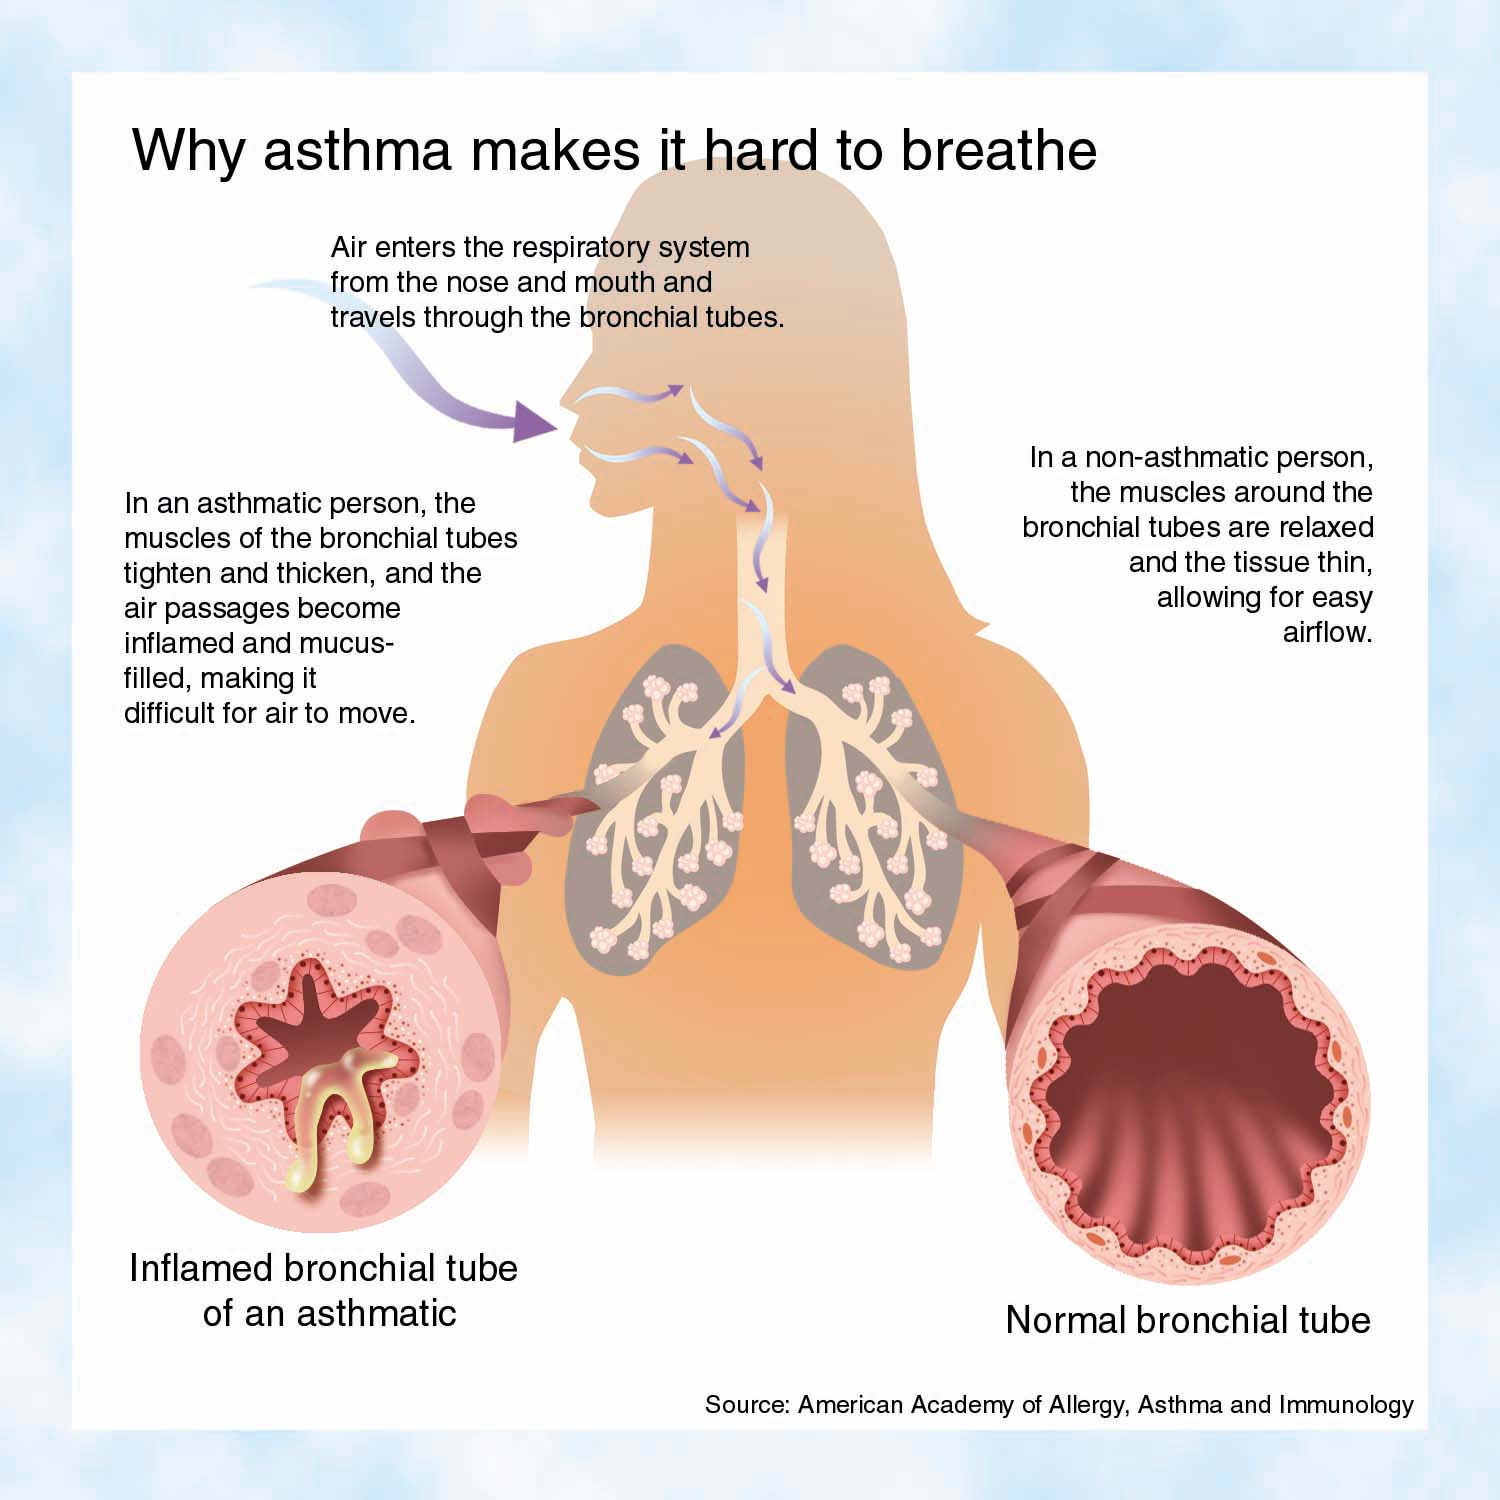 Why asthma makes it hard to breathe
Air enters the respiratory system
from the nose and mouth and
travels through the bronchial tubes.
In an asthmatic person, the
muscles of the bronchial tubes
tighten and thicken, and the
air passages become
inflamed and mucus-
filled, making it
difficult for air to move.
In a non-asthmatic person,
the muscles around the
bronchial tubes are relaxed
and the tissue thin,
allowing for easy
airflow.
Inflamed bronchial tube
of an asthmatic
Normal bronchial tube
Source: American Academy of Allergy, Asthma and Immunology